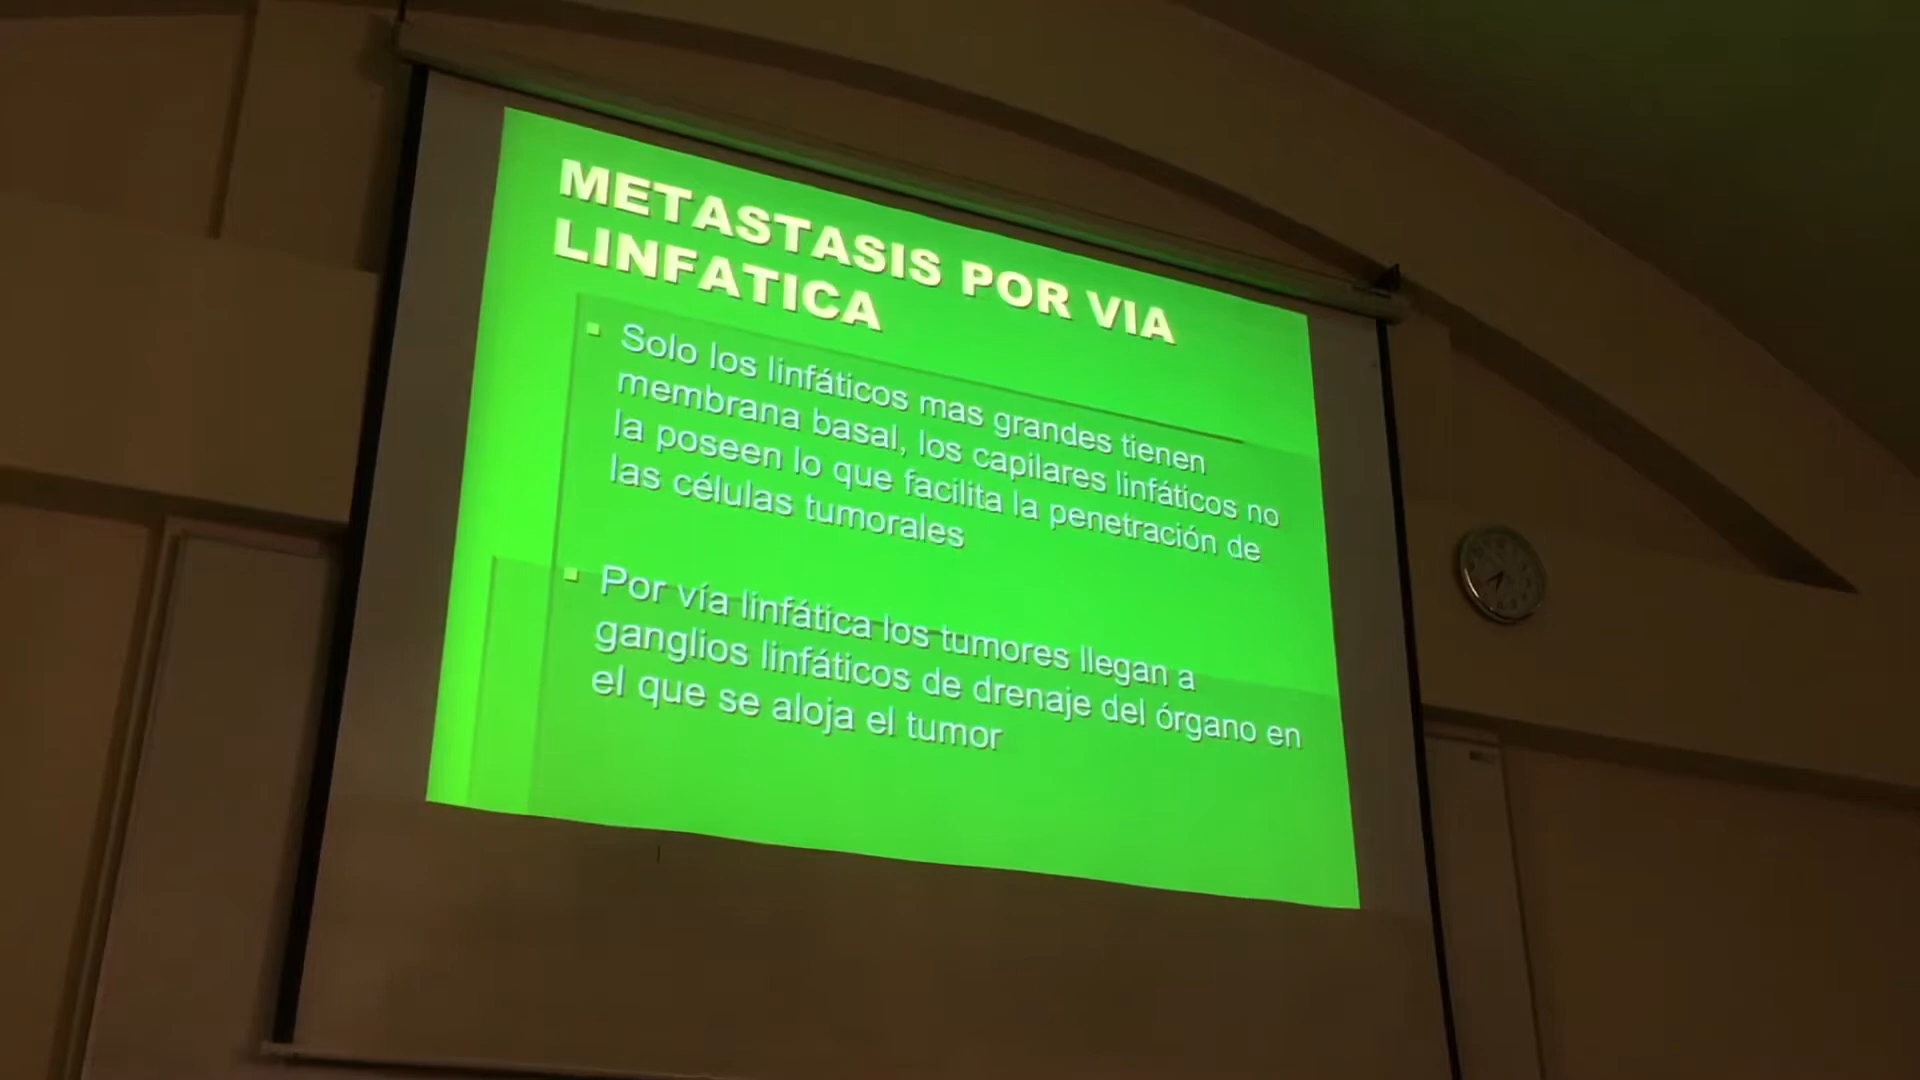 METASTASIS POR VIA
LINFATICA
Solo los linfáticos mas grandes tienen
membrana basal, los capilares linfáticos no
la poseen lo que facilita la penetración de
las células tumorales
Por vía linfática los tumores llegan a
ganglios linfáticos de drenaje del órgano en
el que se aloja el tumor